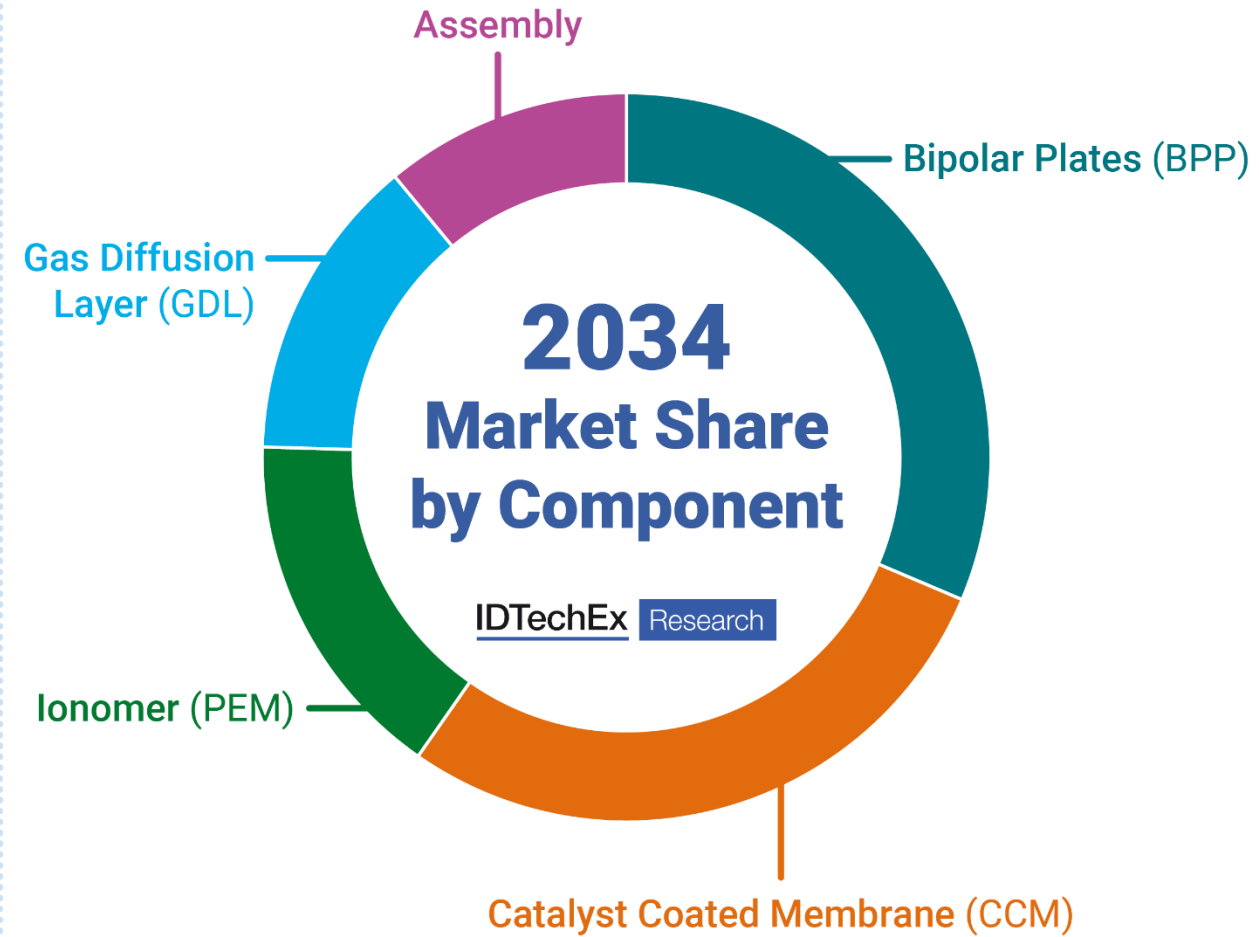 Assembly
Bipolar Plates (BPP)
Gas Diffusion
Layer (GDL)
2034
Market Share
by Component
IDTechEx Research
Ionomer (PEM)
Catalyst Coated Membrane (CCM)